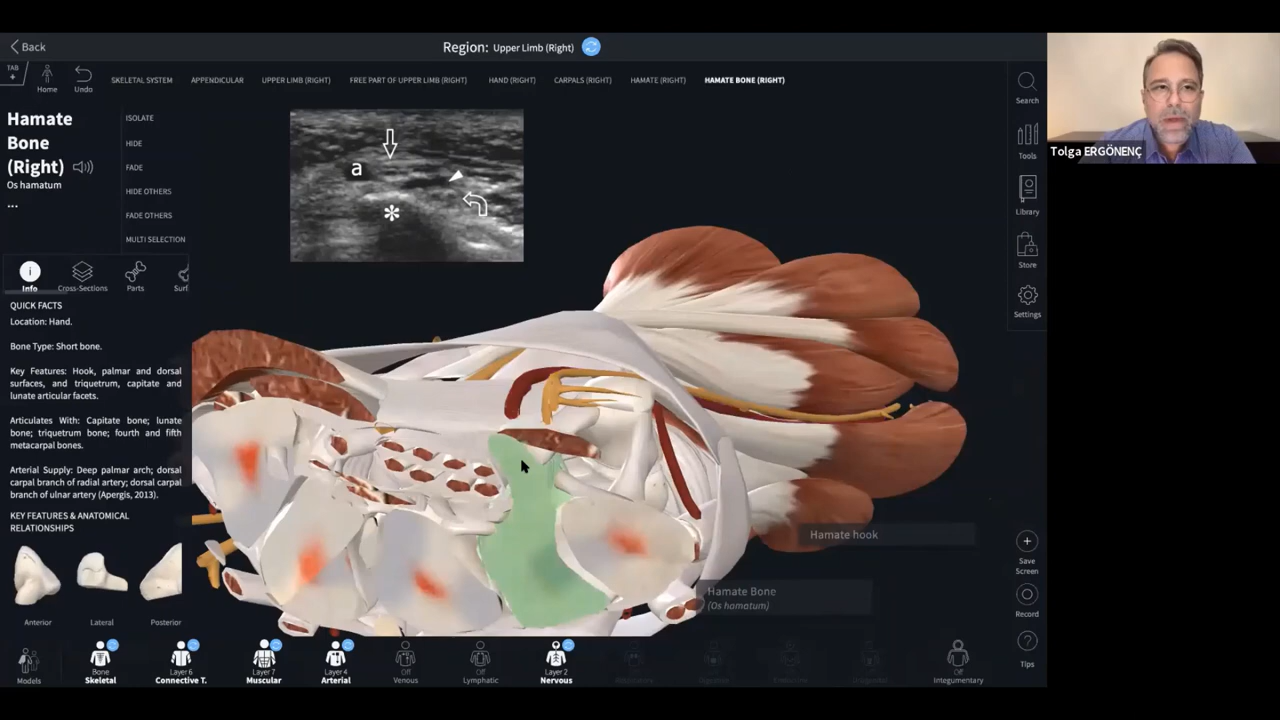 Back
Region: Upper Limb (Right)
TAB
+
Home
Undo
SKELETAL SYSTEM
APPENDICULAR
UPPER LIMB (RIGHT)
FREE PART OF UPPER LIMB (RIGHT)
HAND (RIGHT)
CARPALS (RIGHT)
HAMATE (RIGHT)
HAMATE BONE (RIGHT)
Hamate
Bone
(Right)
Os hamatum
...
ISOLATE
HIDE
FADE
HIDE OTHERS
FADE OTHERS
MULTI SELECTION
Info
Cross-Sections
Parts
Surf
QUICK FACTS
Location: Hand.
Bone Type: Short bone.
Key Features: Hook, palmar and dorsal
surfaces, and triquetrum, capitate and
lunate articular facets.
Articulates With: Capitate bone; lunate
bone; triquetrum bone; fourth and fifth
metacarpal bones.
Arterial Supply: Deep palmar arch; dorsal
carpal branch of radial artery; dorsal carpal
branch of ulnar artery (Apergis, 2013).
KEY FEATURES & ANATOMICAL
RELATIONSHIPS
Anterior
Lateral
Posterior
a
*
Hamate hook
Hamate Bone
(Os hamatum)
Search
Tools
Library
Store
Settings
Save
Screen
Record
Tips
Models
Bone
Skeletal
Layer 6
Connective T.
Layer 7
Muscular
Layer 4
Arterial
Off
Venous
Off
Lymphatic
Layer 2
Nervous
Off
Integumentary
Tolga ERGÖNENÇ